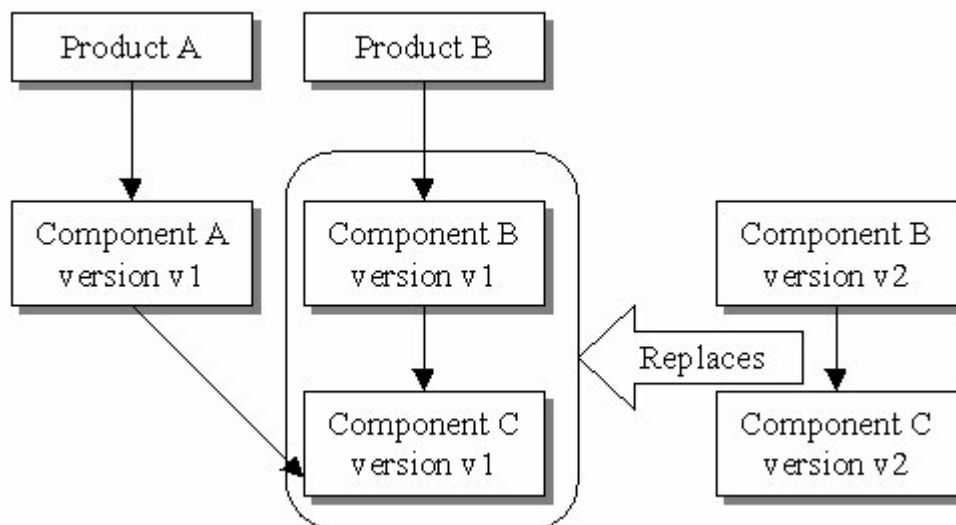 Product A
Product B
Component A
version v1
Component B
version v1
Component B
version v2
Replaces
Component C
version v1
Component C
version v2